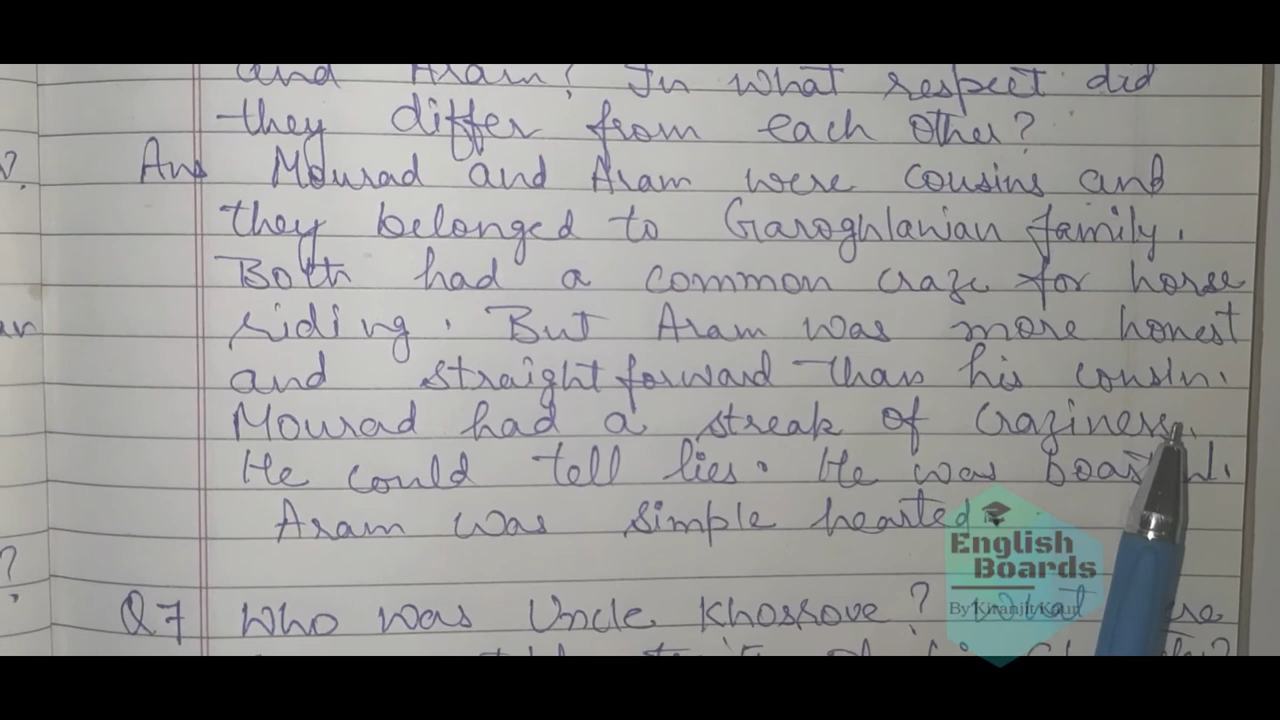 and Aram? In what respect did
they differ from each other?
Ans Mourad and Aram were cousins and
they belonged to Garoghlanian family.
Both had a common craze for horse
riding. But Aram was more honest
and straight forward than his cousin.
Mourad had a streak of Craziness.
He could tell lies. He was
Aram was simple hearted
English
Boards
By Kiranjit Kaur
Q7 Who was Uncle Khosrove? What
?
?